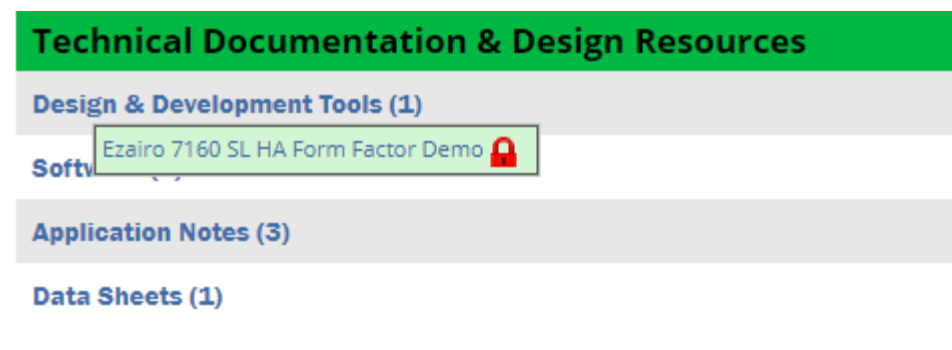 Technical Documentation & Design Resources
Design & Development Tools (1)
Ezairo 7160 SL HA Form Factor Demo
Application Notes (3)
Data Sheets (1)